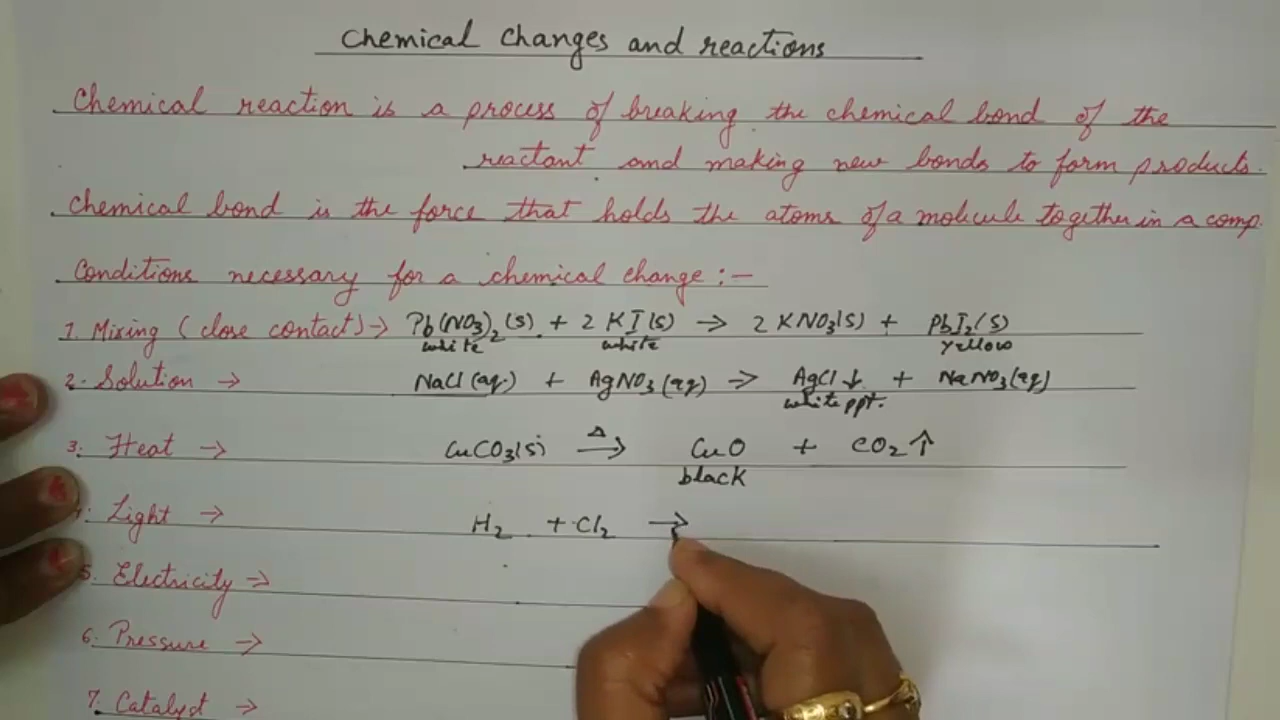 Chemical changes and reactions
Chemical reaction is a process of breaking the chemical bond of the
reactant and making new bonds to form products.
Chemical bond is the force that holds the atoms of a molecule together in a comp.
Conditions necessary for a chemical change :-
1. Mixing (close contact) → Pb(NO3)2(s) + 2 KI(s) → 2 KNO3(s) + PbI2(s)
white white yellow
2. Solution → NaCl(aq.) + AgNO3(aq) → AgCl↓ + NaNO3(aq)
white ppt.
3. Heat → CuCO3(s) Δ→ CuO + CO2↑
black
4. Light → H2 + Cl2 →
5. Electricity →
6. Pressure →
7. Catalyst →